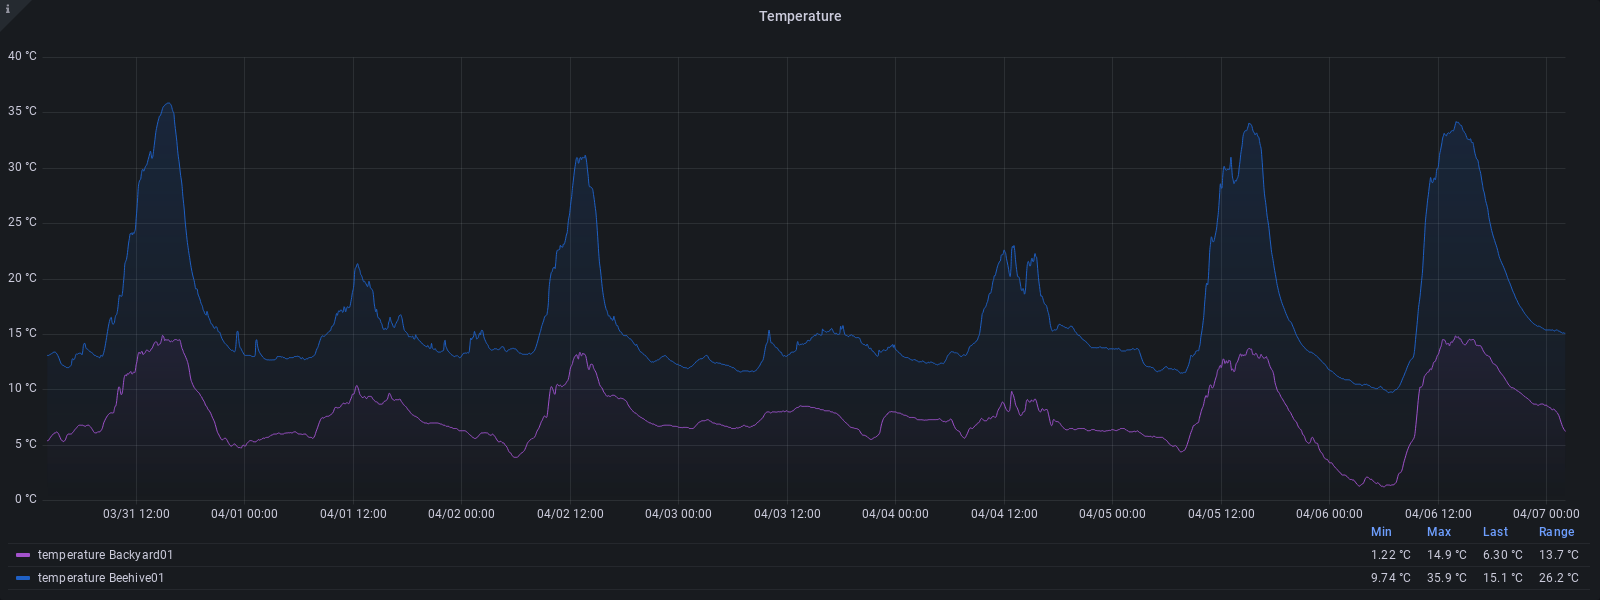 i
Temperature
40 °C
35 °C
30 °C
25 °C
20 °C
15 °C
10 °C
5 °C
0 °C
03/31 12:00 04/01 00:00 04/01 12:00 04/02 00:00 04/02 12:00 04/03 00:00 04/03 12:00 04/04 00:00 04/04 12:00 04/05 00:00 04/05 12:00 04/06 00:00 04/06 12:00 04/07 00:00
Min Max Last Range
temperature Backyard01 1.22 °C 14.9 °C 6.30 °C 13.7 °C
temperature Beehive01 9.74 °C 35.9 °C 15.1 °C 26.2 °C